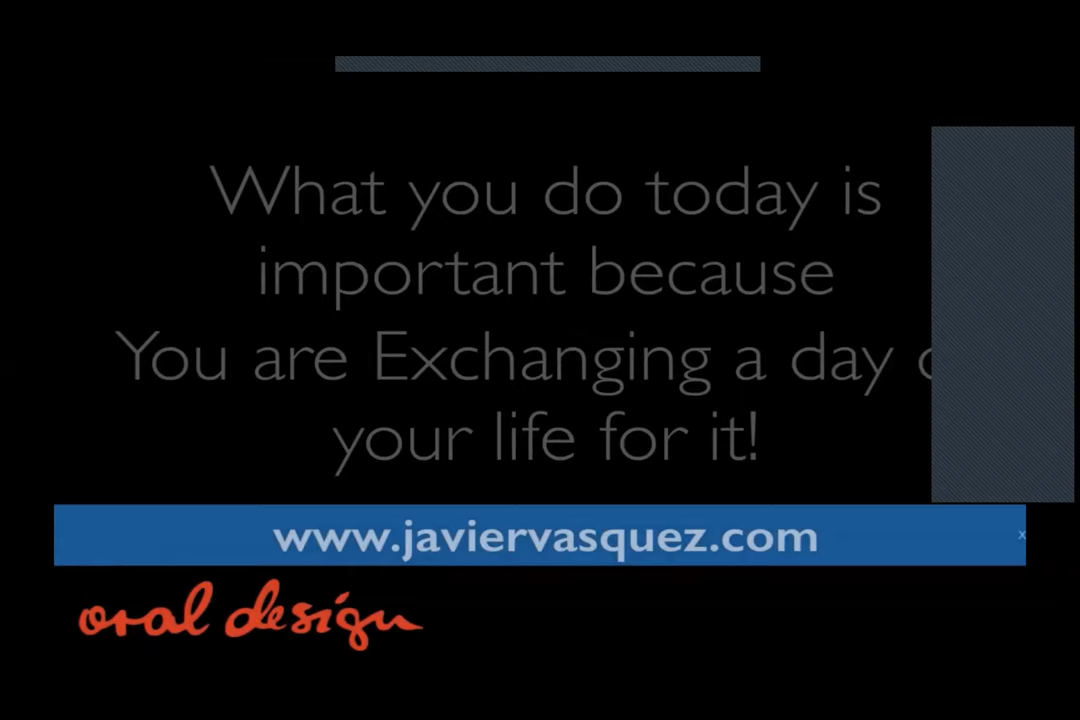 What you do today is
important because
You are Exchanging a day
your life for it!
www.javiervasquez.com
x
oral design